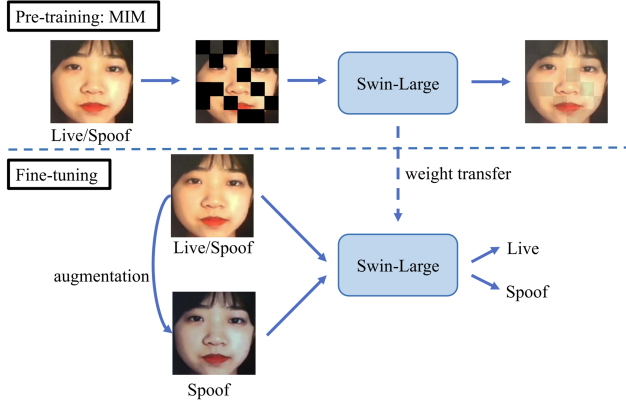 Pre-training: MIM
Swin-Large
Live/Spoof
Fine-tuning
weight transfer
Live/Spoof
augmentation
Swin-Large
Live
Spoof
Spoof